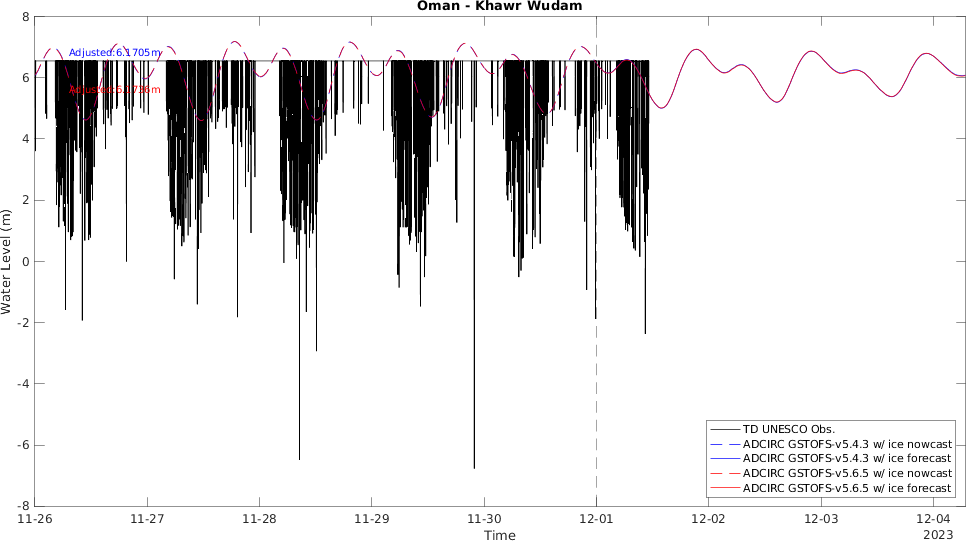 Oman - Khawr Wudam
8
6
4
2
0
-2
-4
-6
-8
Water Level (m)
Adjusted:6.1705m
TD UNESCO Obs.
ADCIRC GSTOFS-v5.4.3 w/ ice nowcast
ADCIRC GSTOFS-v5.4.3 w/ ice forecast
ADCIRC GSTOFS-v5.6.5 w/ ice nowcast
ADCIRC GSTOFS-v5.6.5 w/ ice forecast
11-26 11-27 11-28 11-29 11-30 12-01 12-02 12-03 12-04
Time
2023